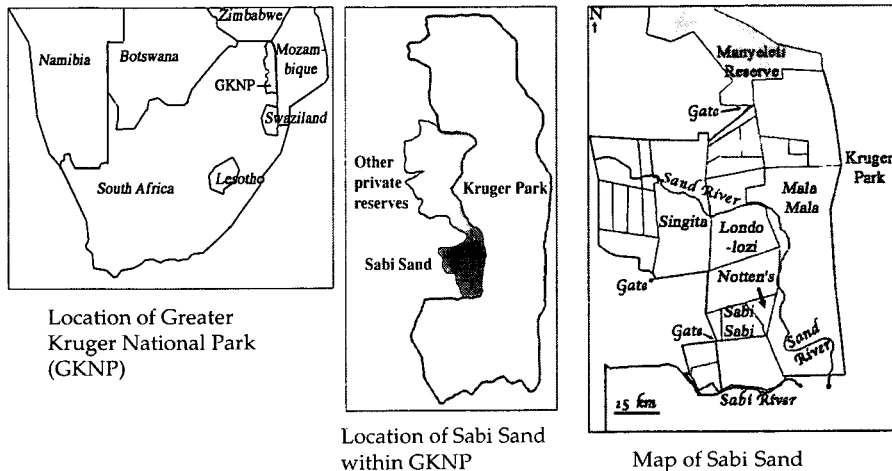 Zimbabwe
Namibia
Botswana
Mozam-
bique
GKNP
Swaziland
Lesotho
South Africa
Location of Greater
Kruger National Park
(GKNP)
Other
private
reserves
Kruger Park
Sabi Sand
Location of Sabi Sand
within GKNP
N
Manyeleti
Reserve
Gate
Kruger
Park
Sand River
Mala
Mala
Singita
Londo
-lozi
Notten's
Gate
Sabi
Sabi
Gate
Sand
River
15 km
Sabi River
Map of Sabi Sand